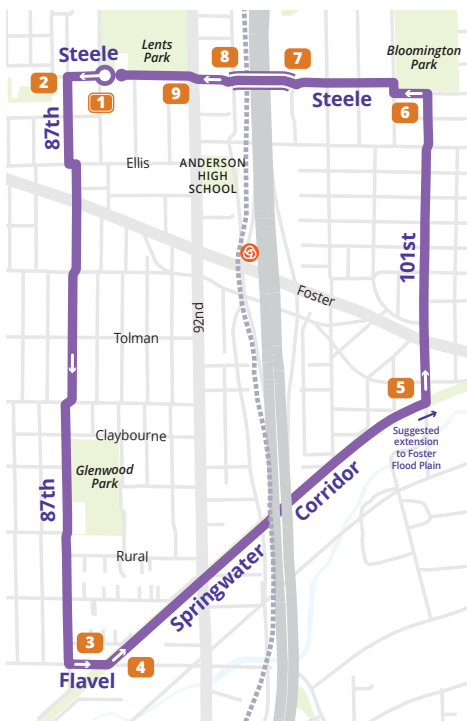 Lents
Park
Bloomington
Park
Steele
8
7
2
1
9
Steele
6
87th
Ellis
ANDERSON
HIGH
SCHOOL
101st
Foster
92nd
Tolman
5
Suggested
extension
to Foster
Flood Plain
Claybourne
Glenwood
Park
87th
Corridor
Springwater
Rural
3
4
Flavel